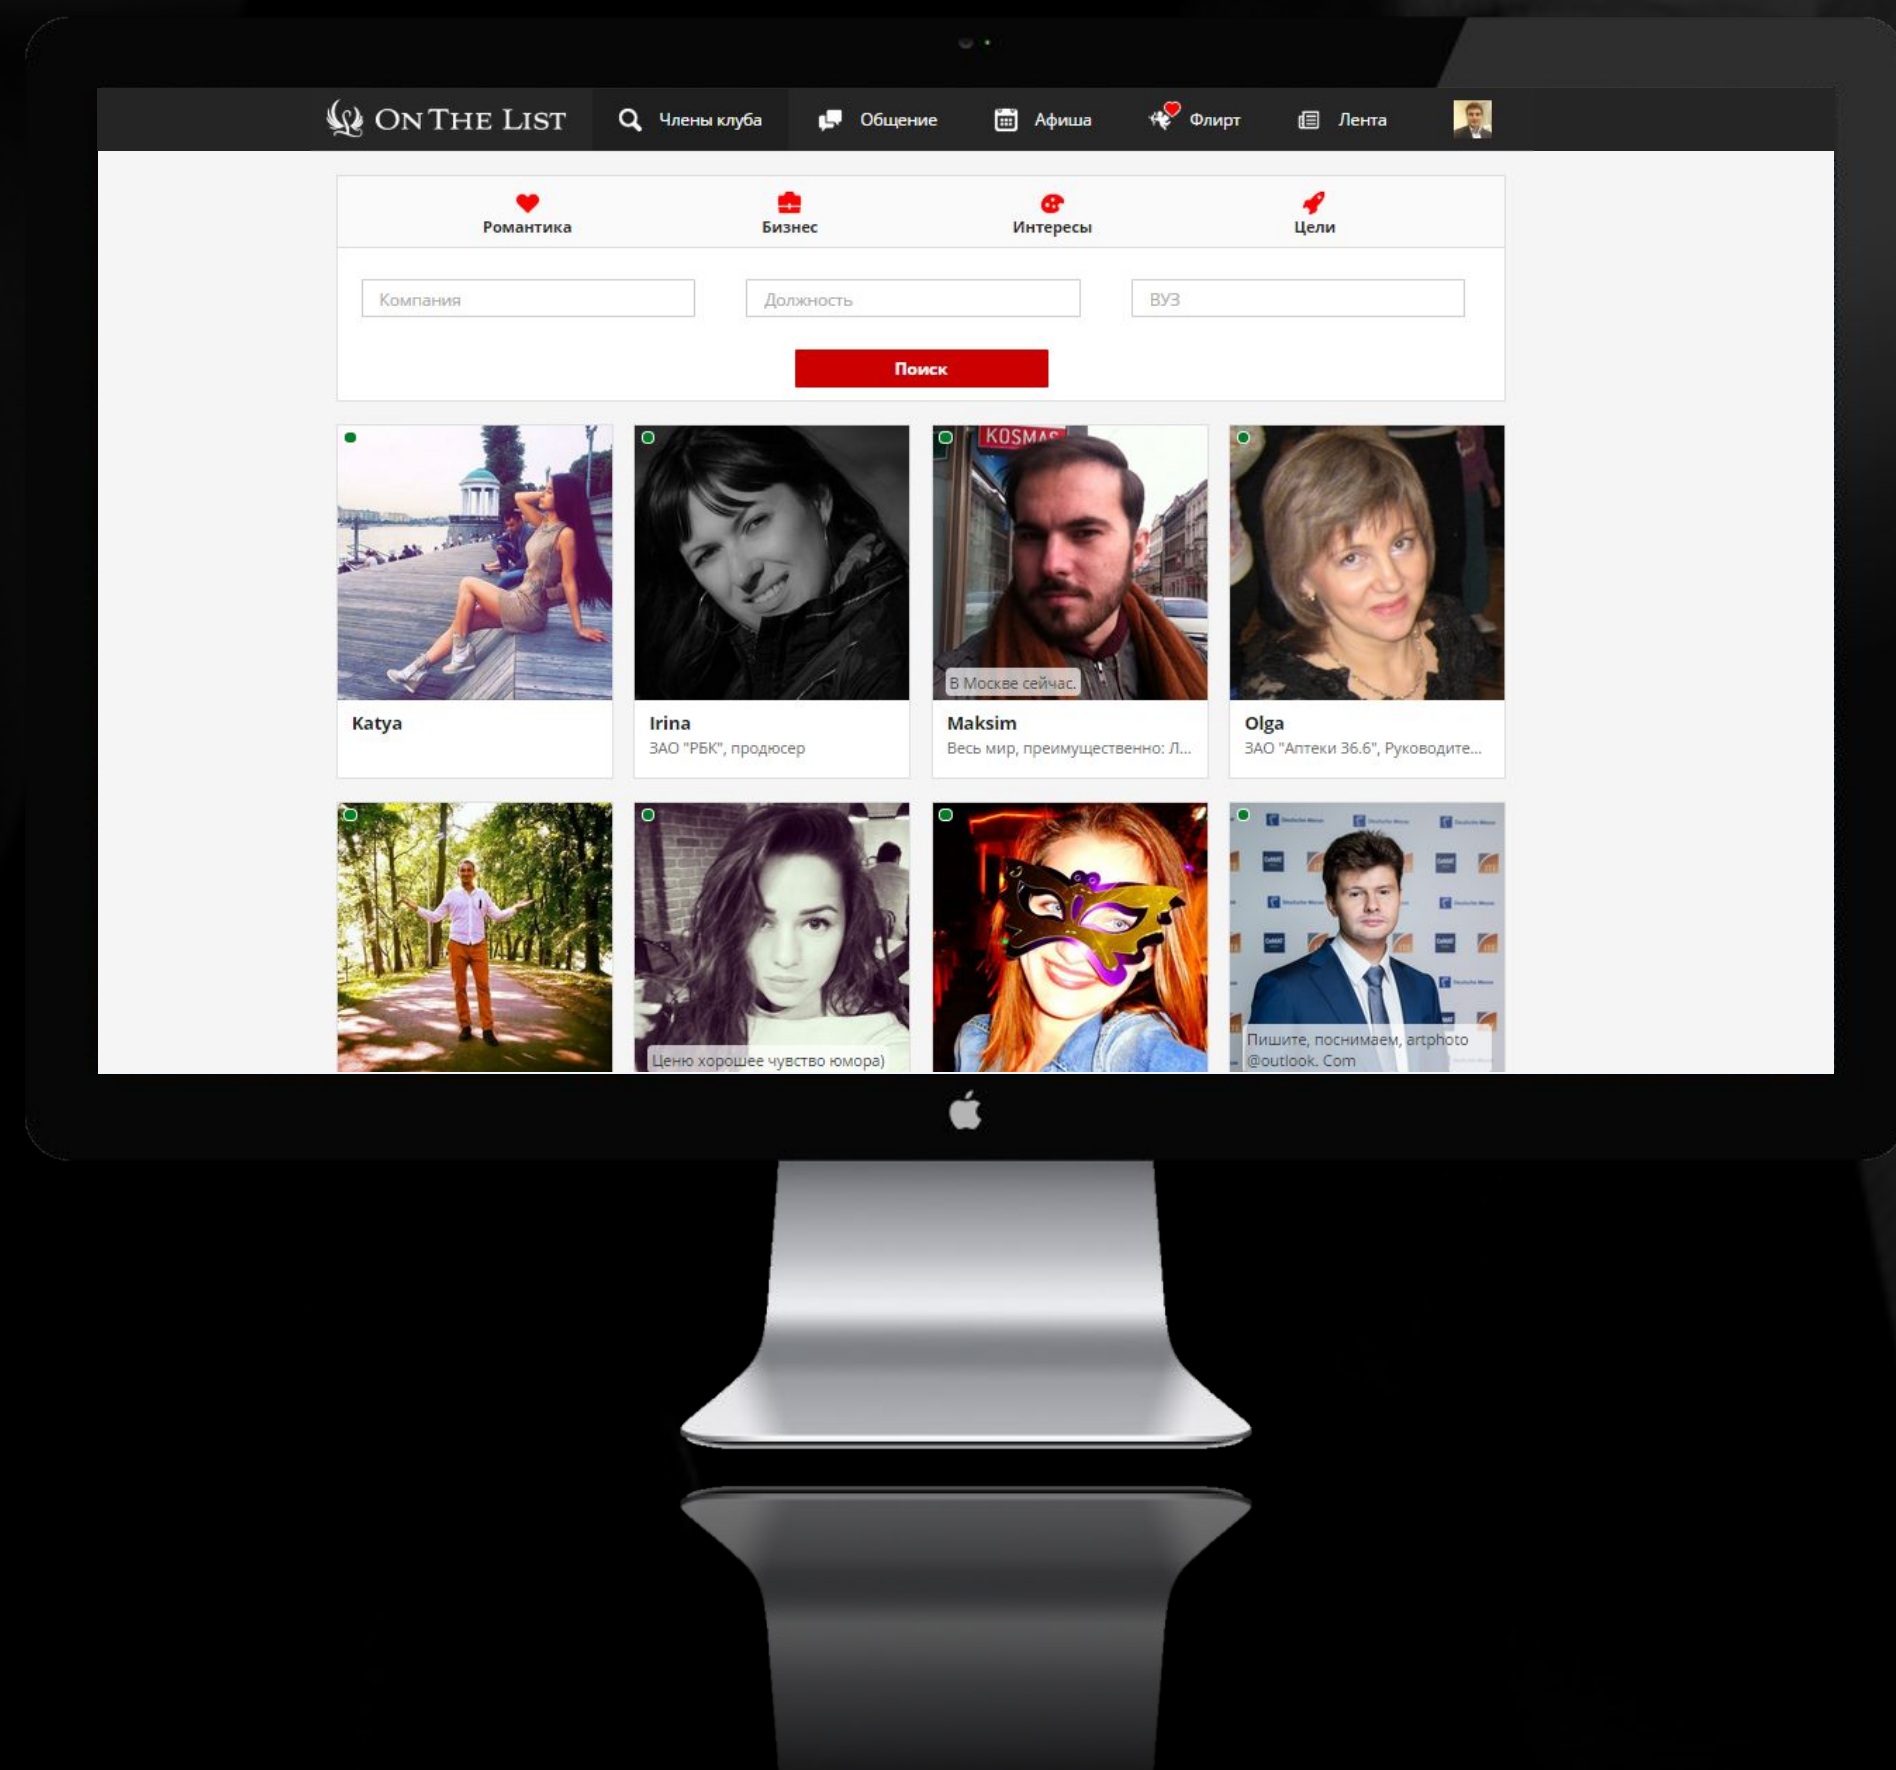 ON THE LIST
Члены клуба
Общение
Афиша
Флирт
Лента
Романтика
Бизнес
Интересы
Цели
Компания
Должность
ВУЗ
Поиск
KOSMAS
В Москве сейчас.
Katya
Irina
Maksim
Olga
ЗАО "РБК", продюсер
Весь мир, преимущественно: Л...
ЗАО "Аптеки 36.6", Руководите...
Ценю хорошее чувство юмора)
Пишите, поснимаем, artphoto
@outlook. Com